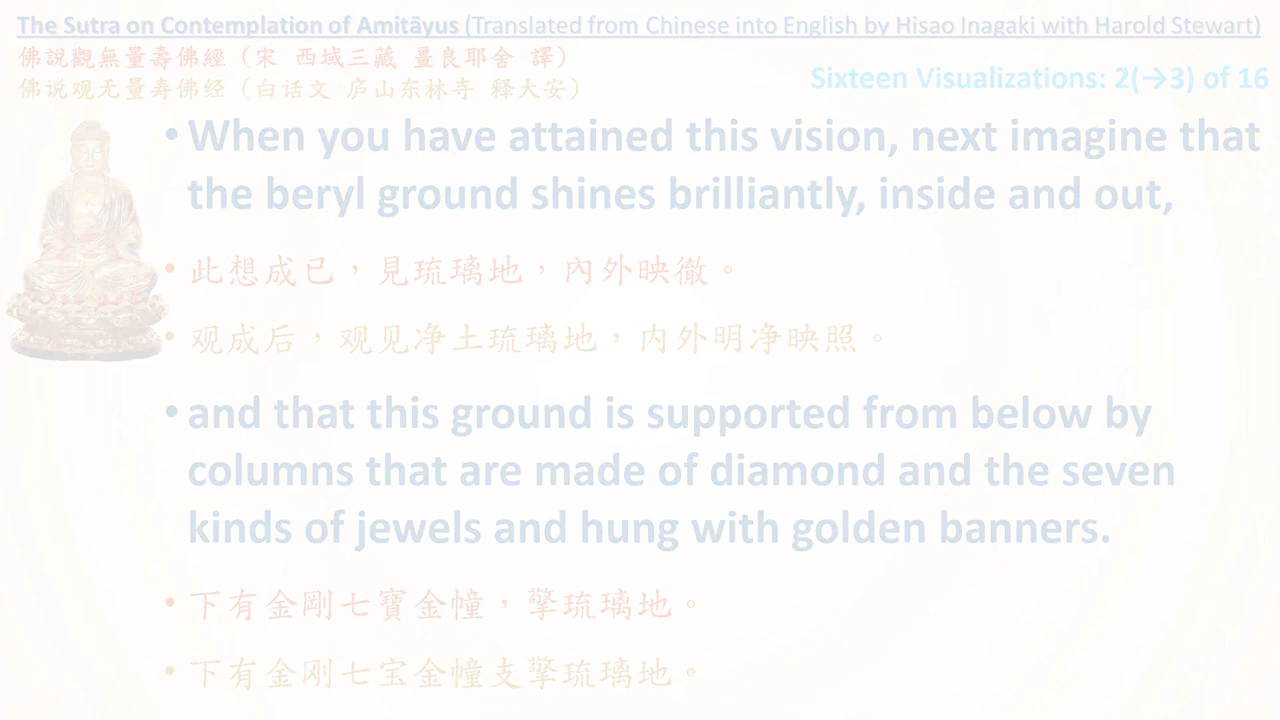 The Sutra on Contemplation of Amitāyus (Translated from Chinese into English by Hisao Inagaki with Harold Stewart)
佛說觀無量壽佛經（宋 西域三藏 畺良耶舍 譯）
佛说观无量寿佛经（白话文 庐山东林寺 释大安）
Sixteen Visualizations: 2(→3) of 16
• When you have attained this vision, next imagine that
the beryl ground shines brilliantly, inside and out,
• 此想成已，見琉璃地，內外映徹。
• 观成后，观见净土琉璃地，内外明净映照。
• and that this ground is supported from below by
columns that are made of diamond and the seven
kinds of jewels and hung with golden banners.
• 下有金剛七寶金幢，擎琉璃地。
• 下有金刚七宝金幢支擎琉璃地。